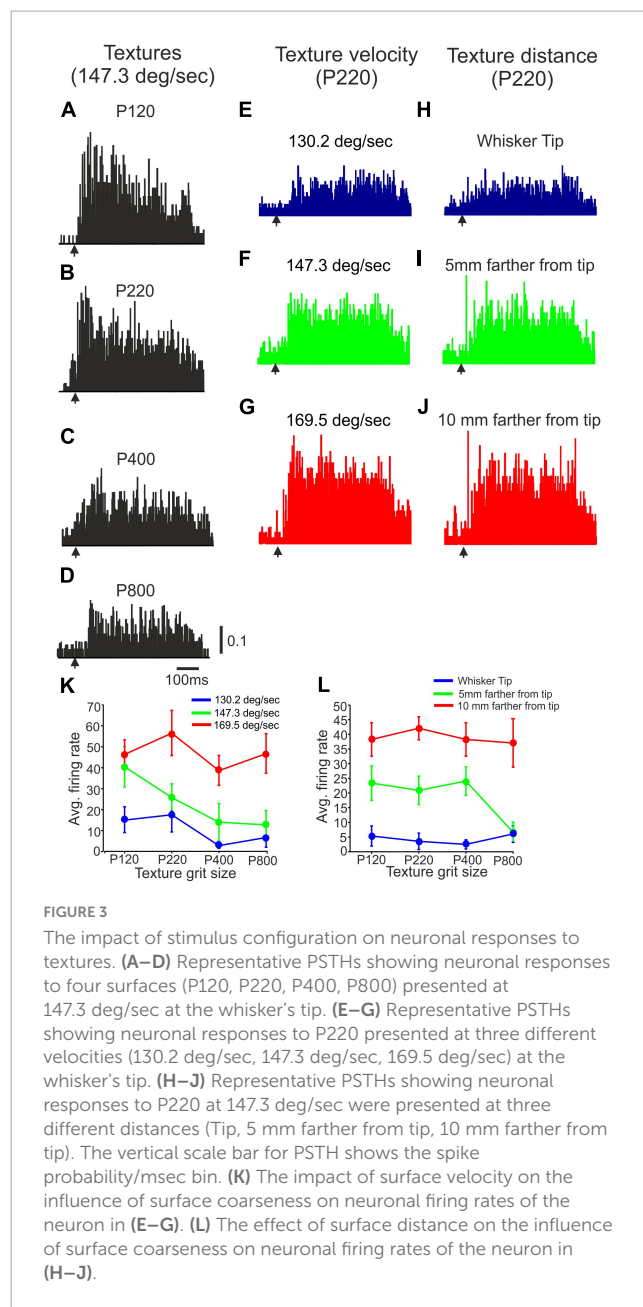 Textures
(147.3 deg/sec)
Texture velocity
(P220)
Texture distance
(P220)
A
P120
E
130.2 deg/sec
H
Whisker Tip
B
P220
F
147.3 deg/sec
I
5mm farther from tip
C
P400
G
169.5 deg/sec
J
10 mm farther from tip
D
P800
0.1
100ms
K
130.2 deg/sec
147.3 deg/sec
169.5 deg/sec
Avg. firing rate
70
60
50
40
30
20
10
0
P120 P220 P400 P800
Texture grit size
L
Whisker Tip
5mm farther from tip
10 mm farther from tip
Avg. firing rate
50
45
40
35
30
25
20
15
10
5
0
P120 P220 P400 P800
Texture grit size
FIGURE 3
The impact of stimulus configuration on neuronal responses to
textures. (A–D) Representative PSTHs showing neuronal responses
to four surfaces (P120, P220, P400, P800) presented at
147.3 deg/sec at the whisker's tip. (E–G) Representative PSTHs
showing neuronal responses to P220 presented at three different
velocities (130.2 deg/sec, 147.3 deg/sec, 169.5 deg/sec) at the
whisker's tip. (H–J) Representative PSTHs showing neuronal
responses to P220 at 147.3 deg/sec were presented at three
different distances (Tip, 5 mm farther from tip, 10 mm farther from
tip). The vertical scale bar for PSTH shows the spike
probability/msec bin. (K) The impact of surface velocity on the
influence of surface coarseness on neuronal firing rates of the
neuron in (E–G). (L) The effect of surface distance on the influence
of surface coarseness on neuronal firing rates of the neuron in
(H–J).